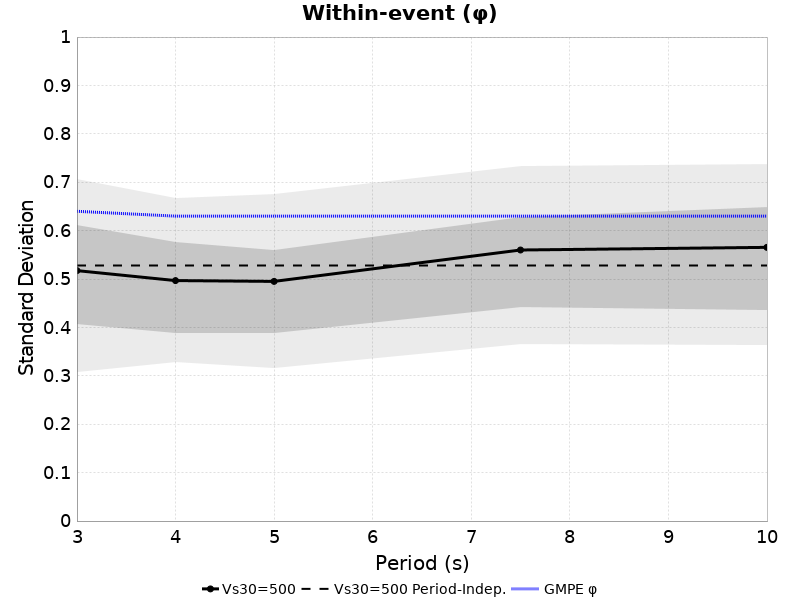 Within-event (φ)
Standard Deviation
1
0.9
0.8
0.7
0.6
0.5
0.4
0.3
0.2
0.1
0
3 4 5 6 7 8 9 10
Period (s)
Vs30=500 Vs30=500 Period-Indep. GMPE φ